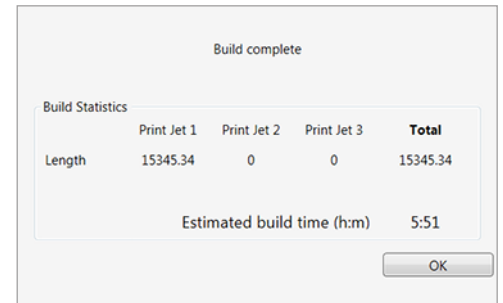 Build complete
Build Statistics
Print Jet 1 Print Jet 2 Print Jet 3 Total
Length 15345.34 0 0 15345.34
Estimated build time (h:m) 5:51
OK